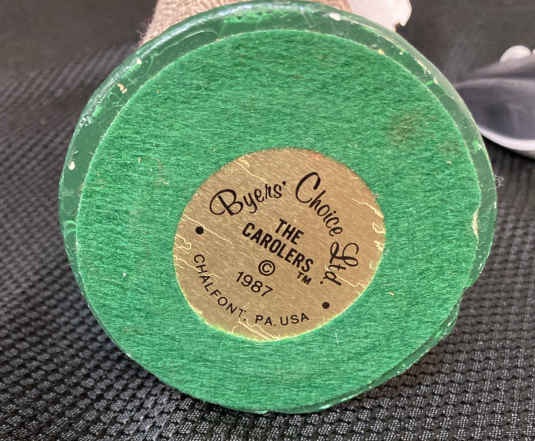 Byers' Choice Ltd.
THE
CAROLERS™
©
1987
CHALFONT, PA. USA